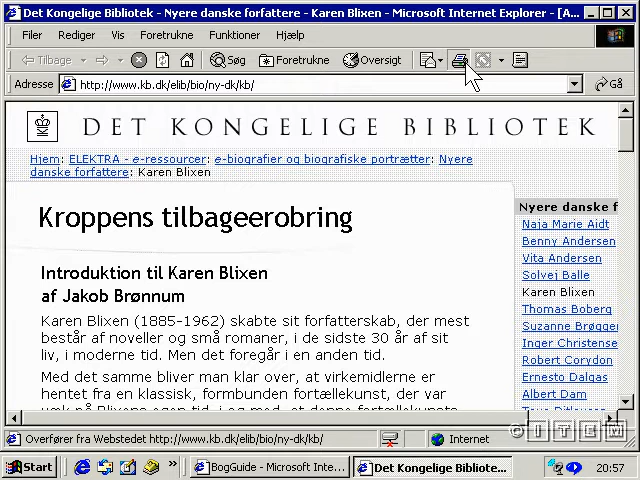 Det Kongelige Bibliotek - Nyere danske forfattere - Karen Blixen - Microsoft Internet Explorer - [A...
Filer Rediger Vis Foretrukne Funktioner Hjælp
Tilbage Søg Foretrukne Oversigt
Adresse http://www.kb.dk/elib/bio/ny-dk/kb/ Gå
DET KONGELIGE BIBLIOTEK
Hjem: ELEKTRA - e-ressourcer: e-biografier og biografiske portrætter: Nyere
danske forfattere: Karen Blixen
Kroppens tilbageerobring
Introduktion til Karen Blixen
af Jakob Brønnum
Karen Blixen (1885-1962) skabte sit forfatterskab, der mest
består af noveller og små romaner, i de sidste 30 år af sit
liv, i moderne tid. Men det foregår i en anden tid.
Med det samme bliver man klar over, at virkemidlerne er
hentet fra en klassisk, formbunden fortællekunst, der var
Nyere danske f
Naja Marie Aidt
Benny Andersen
Vita Andersen
Solvej Balle
Karen Blixen
Thomas Boberg
Suzanne Brøgger
Inger Christense
Robert Corydon
Ernesto Dalgas
Albert Dam
© ITCM
Overfører fra Webstedet http://www.kb.dk/elib/bio/ny-dk/kb/ Internet
Start » BogGuide - Microsoft Inte... Det Kongelige Bibliote... 20:57